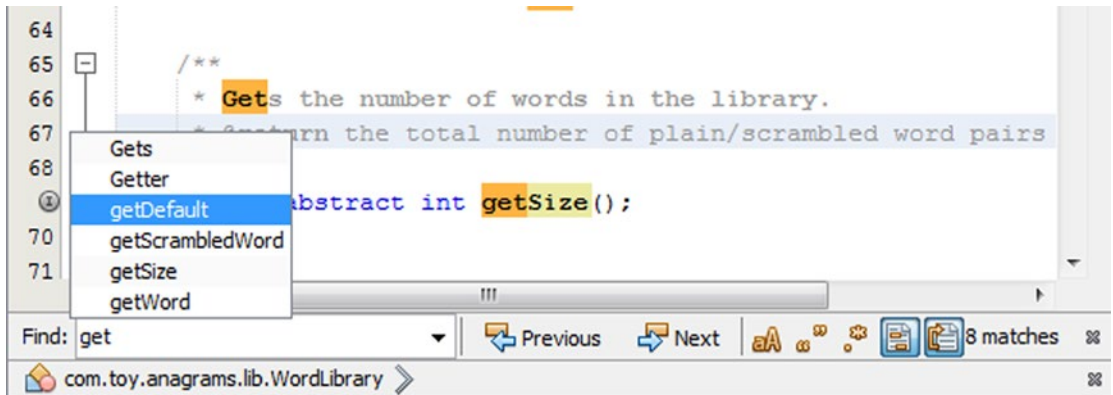 64
65 /**
66 * Gets the number of words in the library.
67 rn the total number of plain/scrambled word pairs
68
abstract int getSize();
70
71
Gets
Getter
getDefault
getScrambledWord
getSize
getWord
Find: get Previous Next aA 8 matches
com.toy.anagrams.lib.WordLibrary